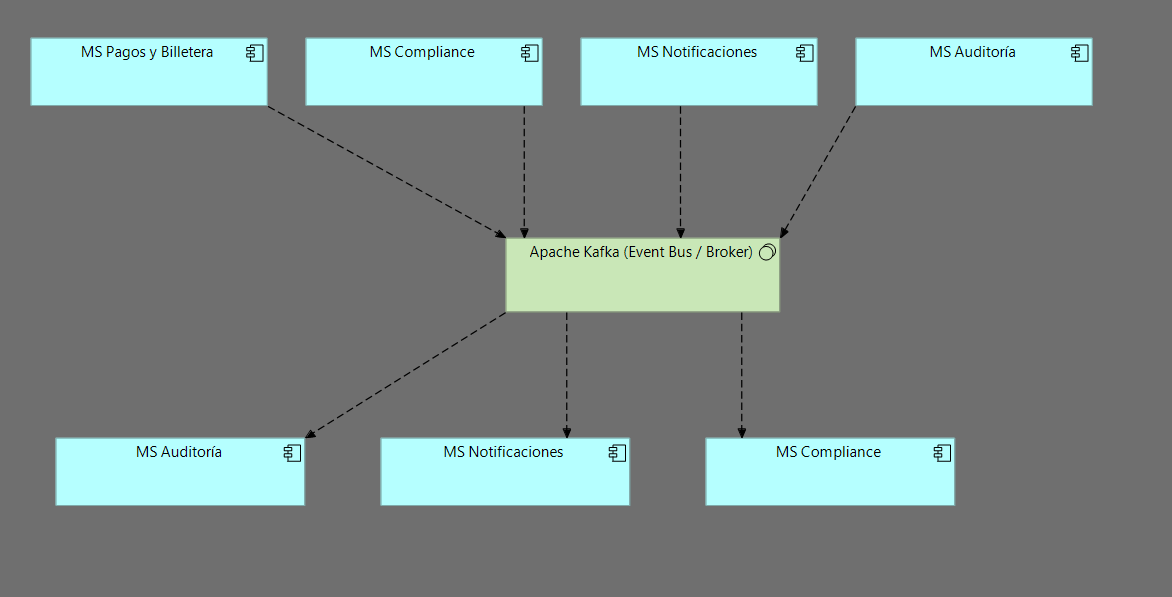 MS Pagos y Billetera
MS Compliance
MS Notificaciones
MS Auditoría
Apache Kafka (Event Bus / Broker)
MS Auditoría
MS Notificaciones
MS Compliance